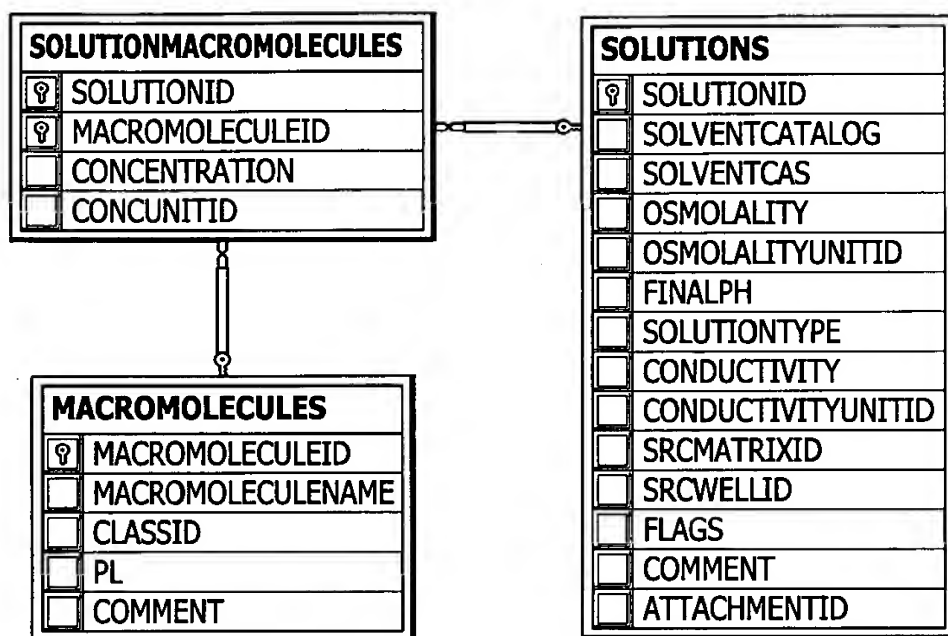 SOLUTIONMACROMOLECULES
SOLUTIONID
MACROMOLECULEID
CONCENTRATION
CONCUNITID
MACROMOLECULES
MACROMOLECULEID
MACROMOLECULENAME
CLASSID
PL
COMMENT
SOLUTIONS
SOLUTIONID
SOLVENTCATALOG
SOLVENTCAS
OSMOLALITY
OSMOLALITYUNITID
FINALPH
SOLUTIONTYPE
CONDUCTIVITY
CONDUCTIVITYUNITID
SRCMATRIXID
SRCWELLID
FLAGS
COMMENT
ATTACHMENTID